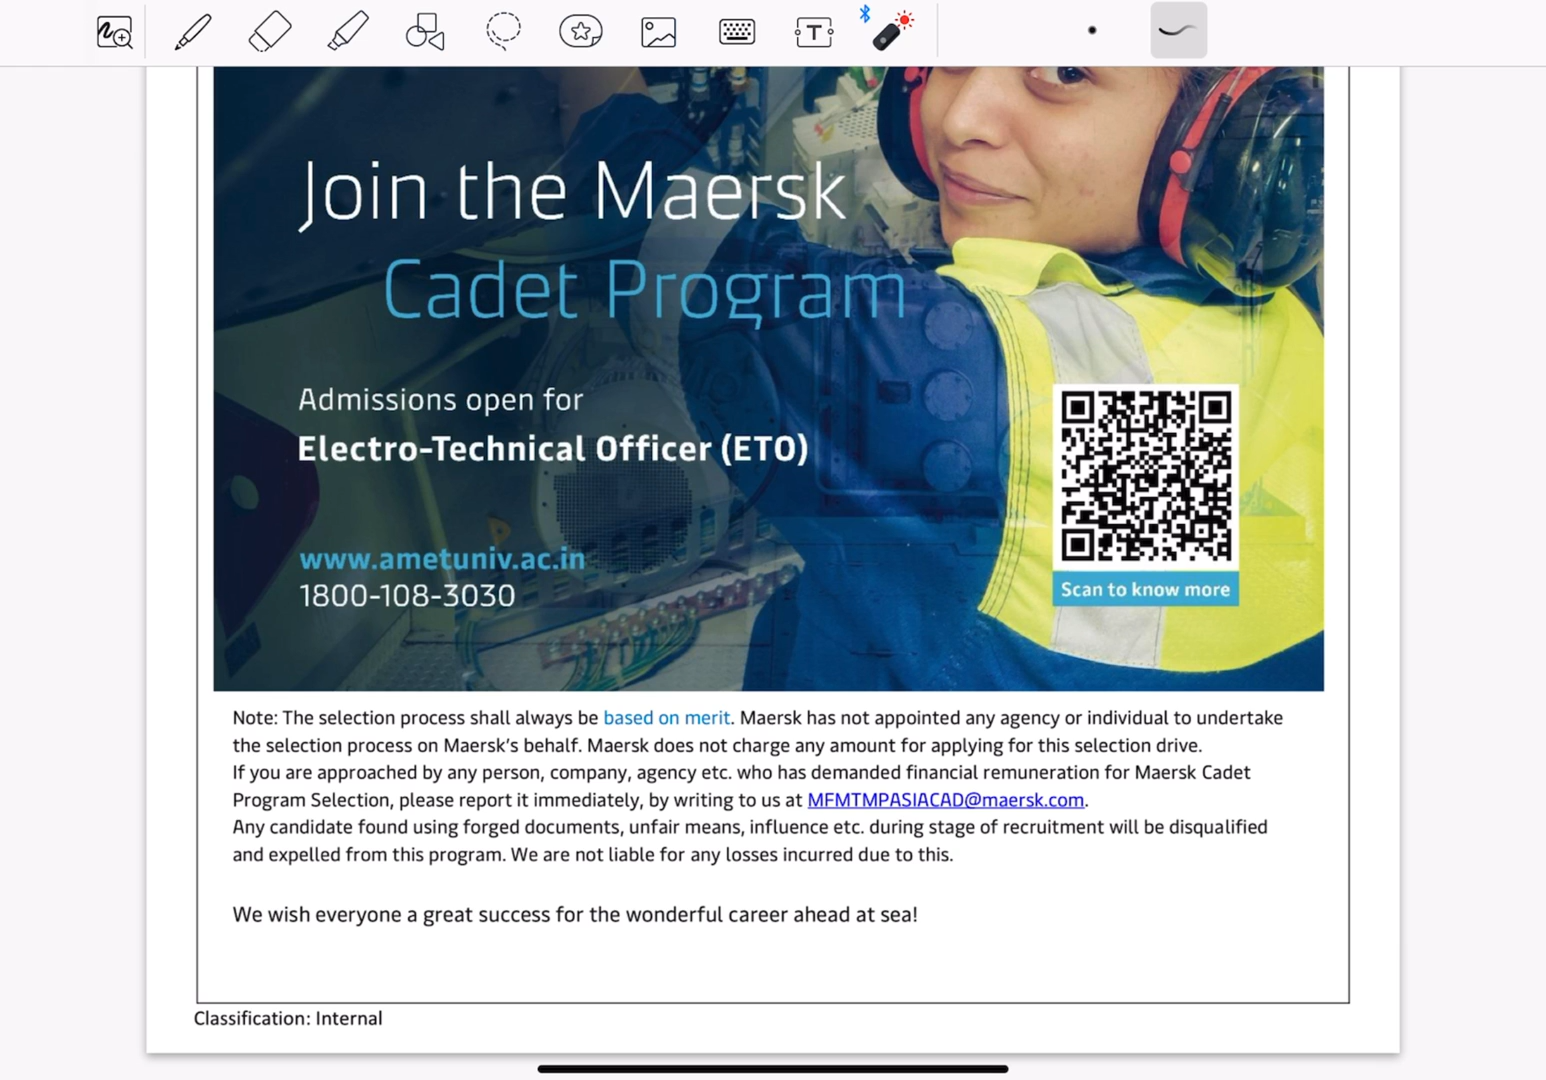 Join the Maersk
Cadet Program
Admissions open for
Electro-Technical Officer (ETO)
www.ametuniv.ac.in
1800-108-3030
Scan to know more
Note: The selection process shall always be based on merit. Maersk has not appointed any agency or individual to undertake
the selection process on Maersk’s behalf. Maersk does not charge any amount for applying for this selection drive.
If you are approached by any person, company, agency etc. who has demanded financial remuneration for Maersk Cadet
Program Selection, please report it immediately, by writing to us at MFMTMPASIACAD@maersk.com.
Any candidate found using forged documents, unfair means, influence etc. during stage of recruitment will be disqualified
and expelled from this program. We are not liable for any losses incurred due to this.
We wish everyone a great success for the wonderful career ahead at sea!
Classification: Internal